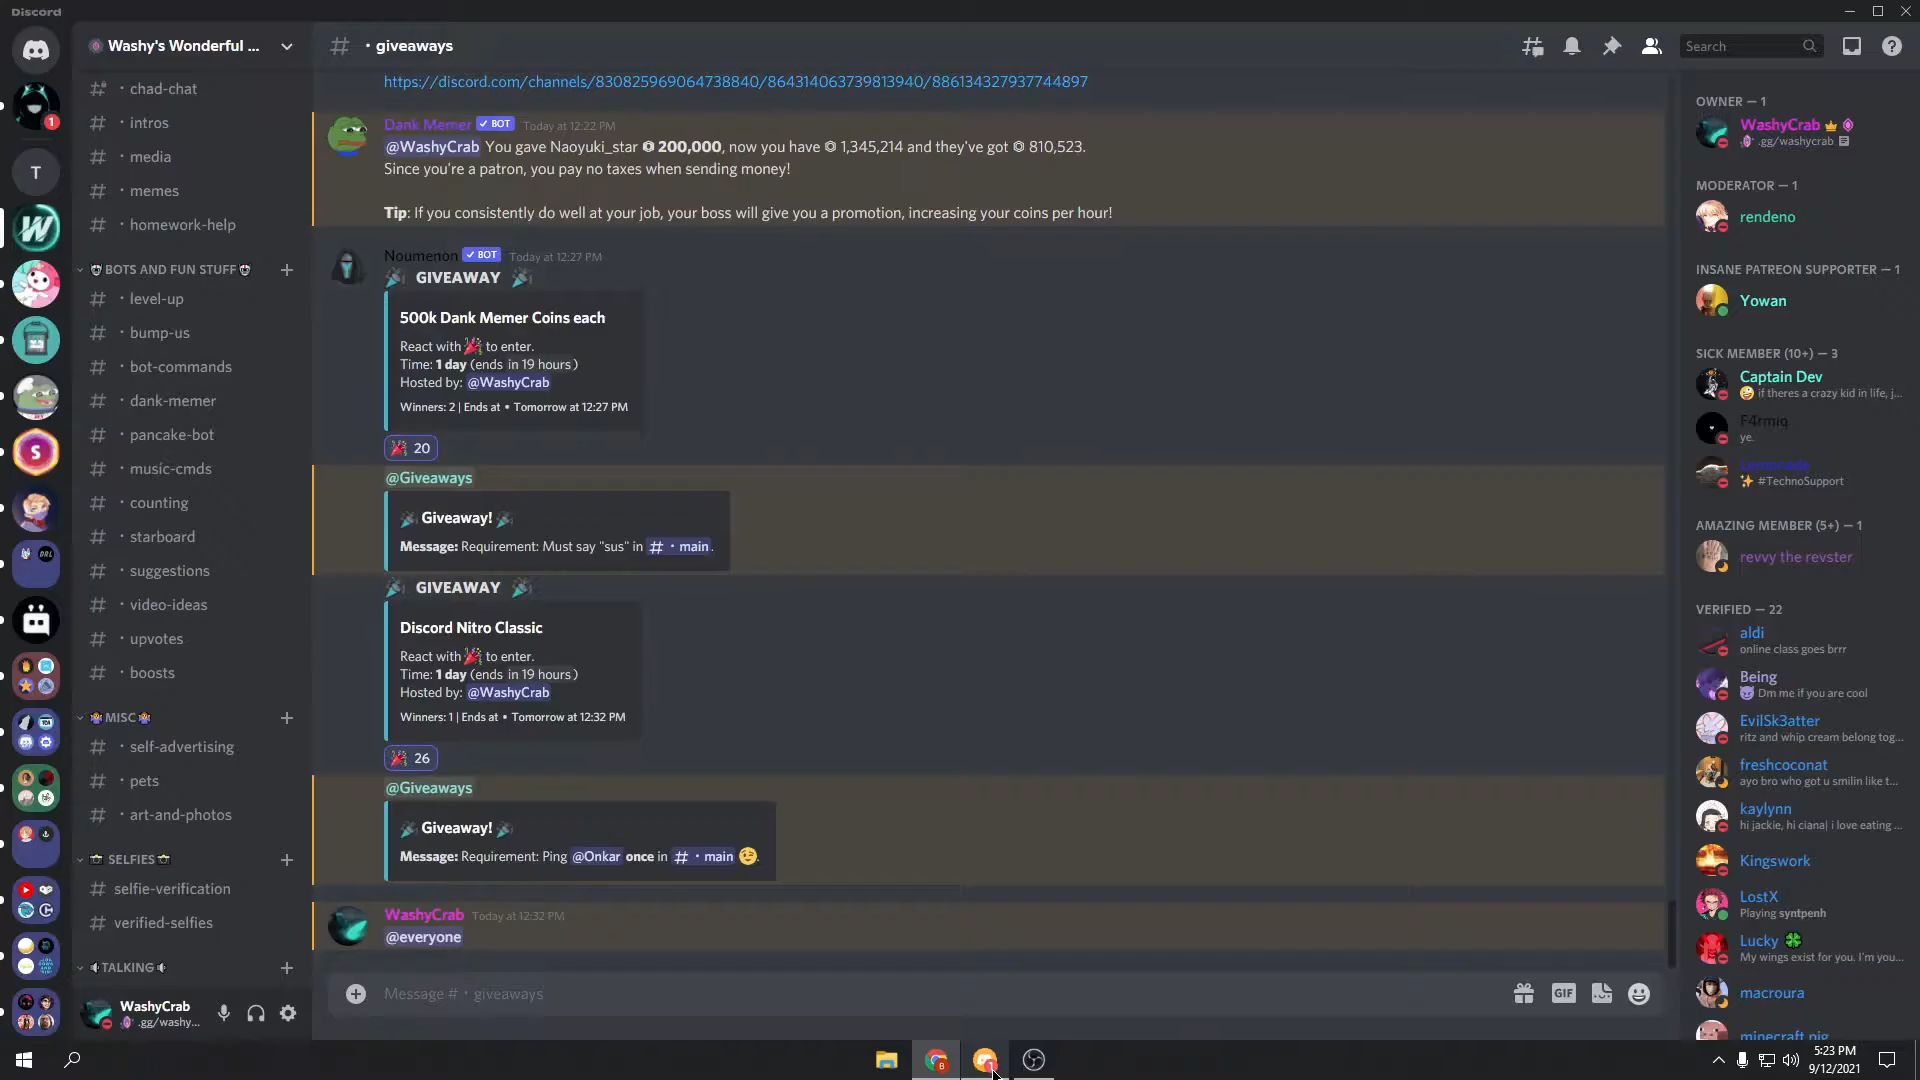 Discord
Washy's Wonderful ...
• giveaways
Search
1
T
W
S
• chad-chat
• intros
• media
• memes
• homework-help
BOTS AND FUN STUFF
• level-up
• bump-us
• bot-commands
• dank-memer
• pancake-bot
• music-cmds
• counting
• starboard
• suggestions
• video-ideas
• upvotes
• boosts
MISC
• self-advertising
• pets
• art-and-photos
SELFIES
selfie-verification
verified-selfies
TALKING
WashyCrab
.gg/washy...
https://discord.com/channels/830825969064738840/864314063739813940/886134327937744897
Dank Memer ✓ BOT Today at 12:22 PM
@WashyCrab You gave Naoyuki_star 200,000, now you have 1,345,214 and they've got 810,523.
Since you're a patron, you pay no taxes when sending money!
Tip: If you consistently do well at your job, your boss will give you a promotion, increasing your coins per hour!
Noumenon ✓ BOT Today at 12:27 PM
🎉 GIVEAWAY 🎉
500k Dank Memer Coins each
React with 🎉 to enter.
Time: 1 day (ends in 19 hours)
Hosted by: @WashyCrab
Winners: 2 | Ends at • Tomorrow at 12:27 PM
🎉 20
@Giveaways
🎉 Giveaway! 🎉
Message: Requirement: Must say "sus" in # • main.
🎉 GIVEAWAY 🎉
Discord Nitro Classic
React with 🎉 to enter.
Time: 1 day (ends in 19 hours)
Hosted by: @WashyCrab
Winners: 1 | Ends at • Tomorrow at 12:32 PM
🎉 26
@Giveaways
🎉 Giveaway! 🎉
Message: Requirement: Ping @Onkar once in # • main 😉.
WashyCrab Today at 12:32 PM
@everyone
Message # • giveaways
GIF
OWNER — 1
WashyCrab
.gg/washycrab
MODERATOR — 1
rendeno
INSANE PATREON SUPPORTER — 1
Yowan
SICK MEMBER (10+) — 3
Captain Dev
if theres a crazy kid in life, j...
F4rmiq
ye.
Lemonade
✨ #TechnoSupport
AMAZING MEMBER (5+) — 1
revvy the revster
VERIFIED — 22
aldi
online class goes brrr
Being
😈 Dm me if you are cool
EvilSk3atter
ritz and whip cream belong tog...
freshcoconat
ayo bro who got u smilin like t...
kaylynn
hi jackie, hi ciana| i love eating ...
Kingswork
LostX
Playing syntpenh
Lucky 🍀
My wings exist for you. I'm you...
macroura
minecraft pig
5:23 PM
9/12/2021